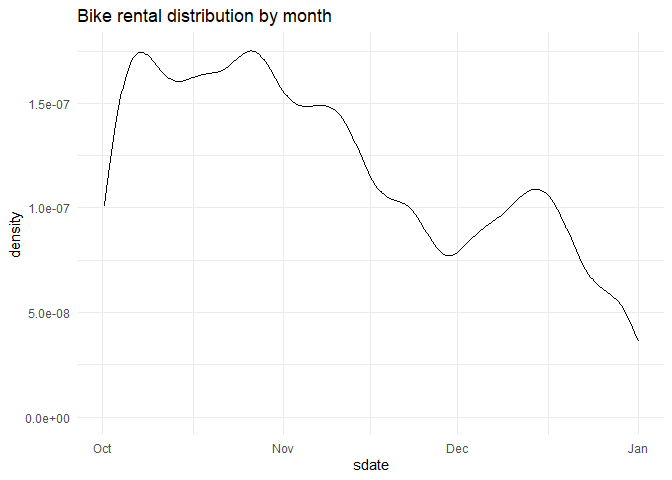 Bike rental distribution by month
density
1.5e-07
1.0e-07
5.0e-08
0.0e+00
Oct Nov Dec Jan
sdate